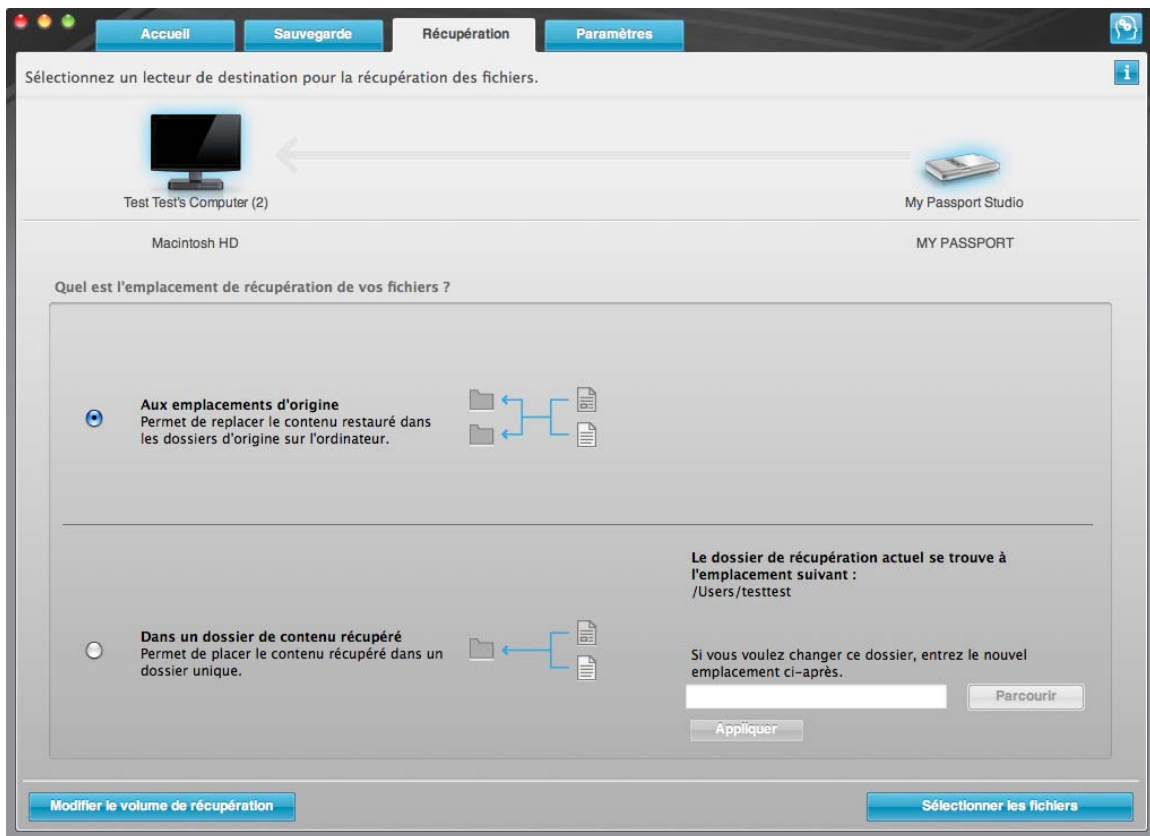 Accueil
Sauvegarde
Récupération
Paramètres
Sélectionnez un lecteur de destination pour la récupération des fichiers.
Test Test's Computer (2)
My Passport Studio
Macintosh HD
MY PASSPORT
Quel est l'emplacement de récupération de vos fichiers ?
Aux emplacements d'origine
Permet de replacer le contenu restauré dans
les dossiers d'origine sur l'ordinateur.
Le dossier de récupération actuel se trouve à
l'emplacement suivant :
/Users/testtest
Dans un dossier de contenu récupéré
Permet de placer le contenu récupéré dans un
dossier unique.
Si vous voulez changer ce dossier, entrez le nouvel
emplacement ci-après.
Parcourir
Appliquer
Modifier le volume de récupération
Sélectionner les fichiers